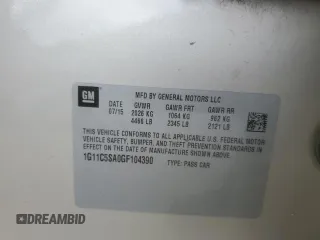 GM
MFD BY GENERAL MOTORS LLC
DATE GVWR GAWR FRT GAWR RR
07/15 2026 KG 1064 KG 962 KG
4466 LB 2345 LB 2121 LB
THIS VEHICLE CONFORMS TO ALL APPLICABLE U.S. FEDERAL MOTOR
VEHICLE SAFETY, BUMPER, AND THEFT PREVENTION STANDARDS IN
EFFECT ON THE DATE OF MANUFACTURE SHOWN ABOVE.
1G11C5SA0GF104390 TYPE: PASS CAR
DREAMBID